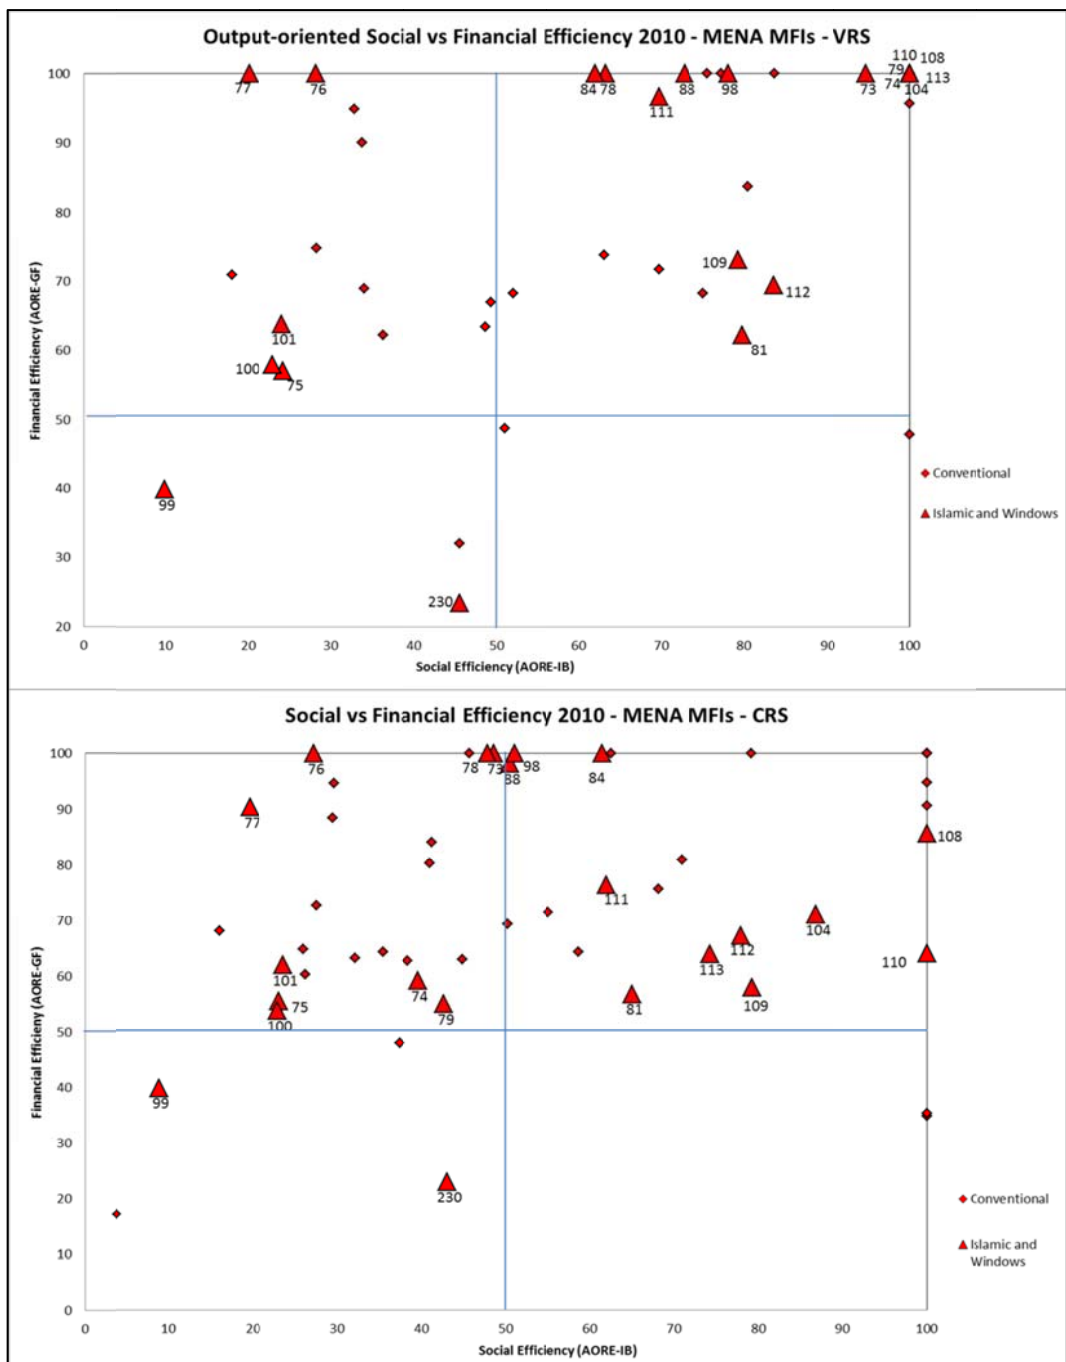 Output-oriented Social vs Financial Efficiency 2010 - MENA MFIs - VRS
110 108
100
79 113
77 76 84 78 88 98 73 74 104
111
90
80
70
109
112
60
101
81
100
75
50
40
99
30
230
20
0 10 20 30 40 50 60 70 80 90 100
Financial Efficiency (AORE-GF)
Social Efficiency (AORE-IB)
Conventional
Islamic and Windows
Social vs Financial Efficiency 2010 - MENA MFIs - CRS
100
76 78 73 88 98 84
90
77
108
80
111
70
104
112
101 113 110
60
74
75 79 81 109
100
50
40
99
30
230
20
10
0
0 10 20 30 40 50 60 70 80 90 100
Financial Efficieny (AORE-GF)
Social Efficiency (AORE-IB)
Conventional
Islamic and
Windows